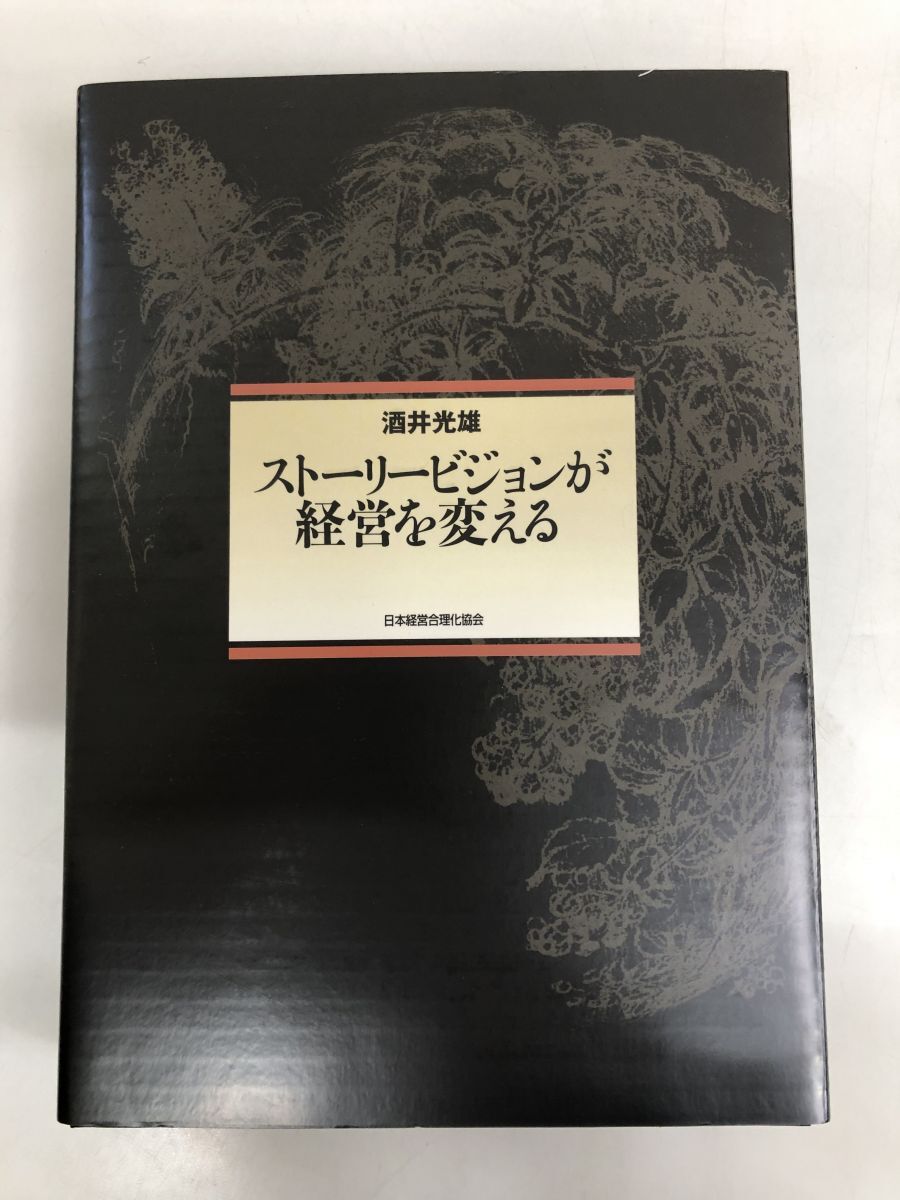 酒井光雄
ストーリービジョンが
経営を変える
日本経営合理化協会